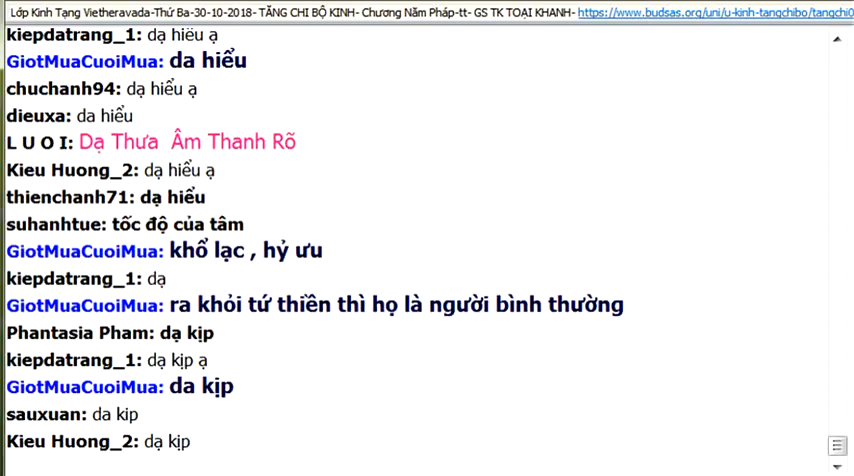 Lớp Kinh Tạng Vietheravada-Thứ Ba-30-10-2018- TĂNG CHI BỘ KINH- Chương Năm Pháp-tt- GS TK TOẠI KHANH- https://www.budsas.org/uni/u-kinh-tangchibo/tangchi0
kiepdatrang_1: dạ hiểu ạ
GiotMuaCuoiMua: da hiểu
chuchanh94: dạ hiểu ạ
dieuxa: da hiểu
L U O I: Dạ Thưa  Âm Thanh Rõ
Kieu Huong_2: dạ hiểu ạ
thienchanh71: dạ hiểu
suhanhtue: tốc độ của tâm
GiotMuaCuoiMua: khổ lạc , hỷ ưu
kiepdatrang_1: dạ
GiotMuaCuoiMua: ra khỏi tứ thiền thì họ là người bình thường
Phantasia Pham: dạ kịp
kiepdatrang_1: dạ kịp ạ
GiotMuaCuoiMua: da kịp
sauxuan: da kip
Kieu Huong_2: dạ kịp